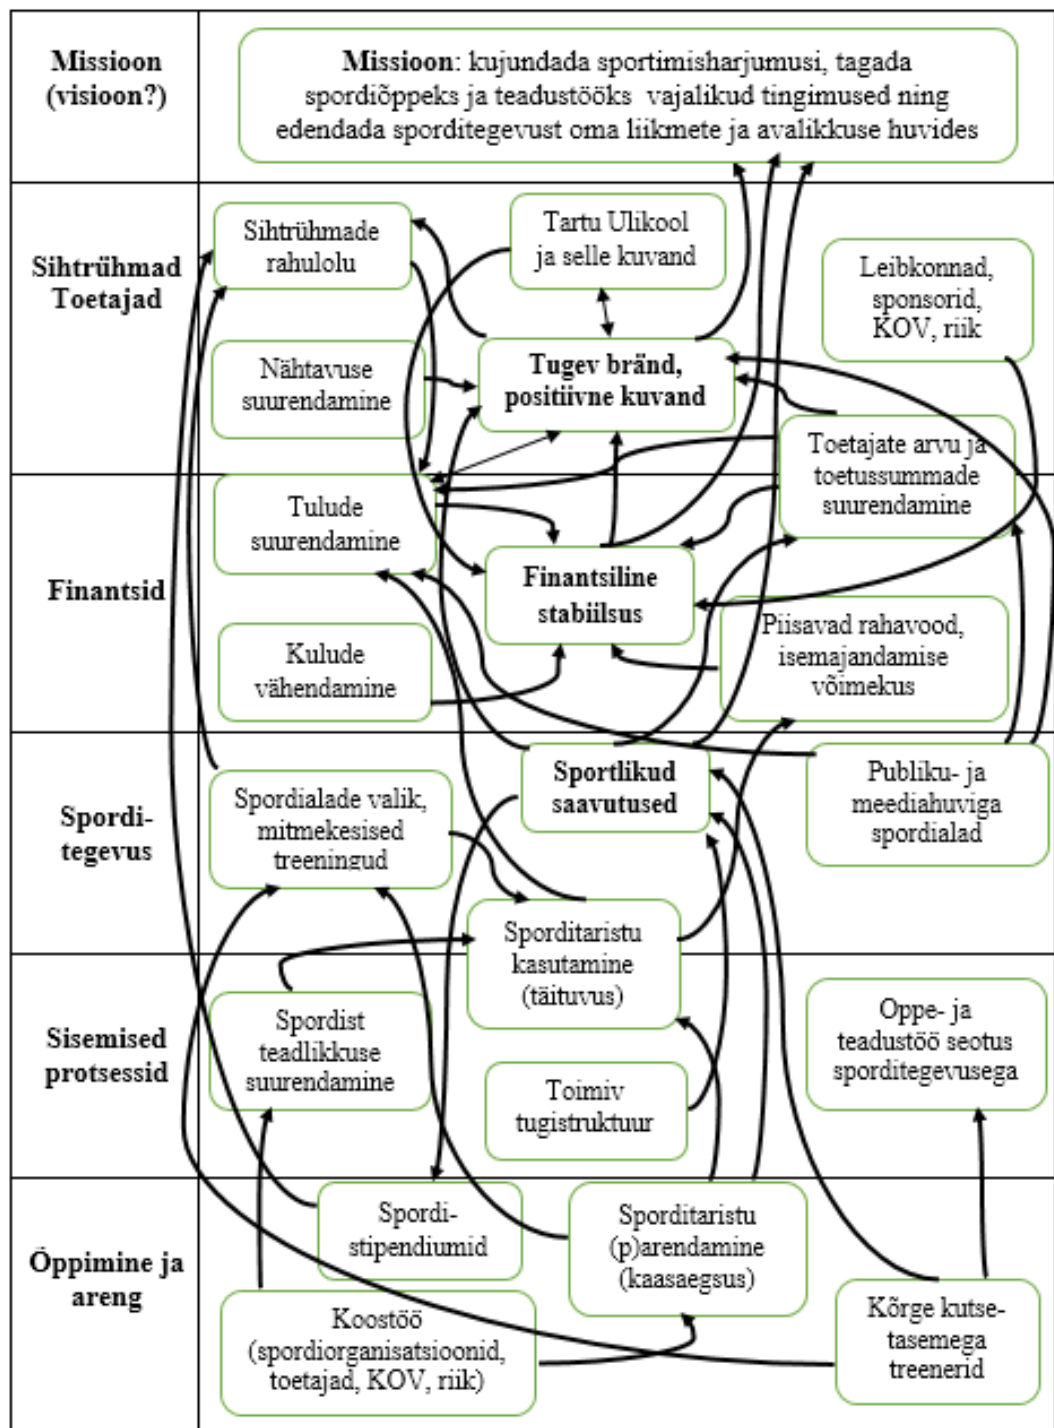 Missioon
(visioon?)
Missioon: kujundada sportimisharjumusi, tagada
spordiõppeks ja teadustööks vajalikud tingimused ning
edendada sporditegevust oma liikmete ja avalikkuse huvides
Sihtrühmad
Toetajad
Sihtrühmade
rahulolu
Tartu Ulikool
ja selle kuvand
Leibkonnad,
sponsorid,
KOV, riik
Nähtavuse
suurendamine
Tugev bränd,
positiivne kuvand
Toetajate arvu ja
toetussummade
suurendamine
Finantsid
Tulude
suurendamine
Finantsiline
stabiilsus
Kulude
vähendamine
Piisavad rahavood,
isemajandamise
võimekus
Spordi-
tegevus
Spordialade valik,
mitmekesised
treeningud
Sportlikud
saavutused
Publiku- ja
meediahuviga
spordialad
Sporditaristu
kasutamine
(täituvus)
Sisemised
protsessid
Spordist
teadlikkuse
suurendamine
Toimiv
tugistruktuur
Oppe- ja
teadustöö seotus
sporditegevusega
Õppimine ja
areng
Spordi-
stipendiumid
Sporditaristu
(p)arendamine
(kaasaegsus)
Koostöö
(spordiorganisatsioonid,
toetajad, KOV, riik)
Kõrge kutse-
tasemega
treenerid